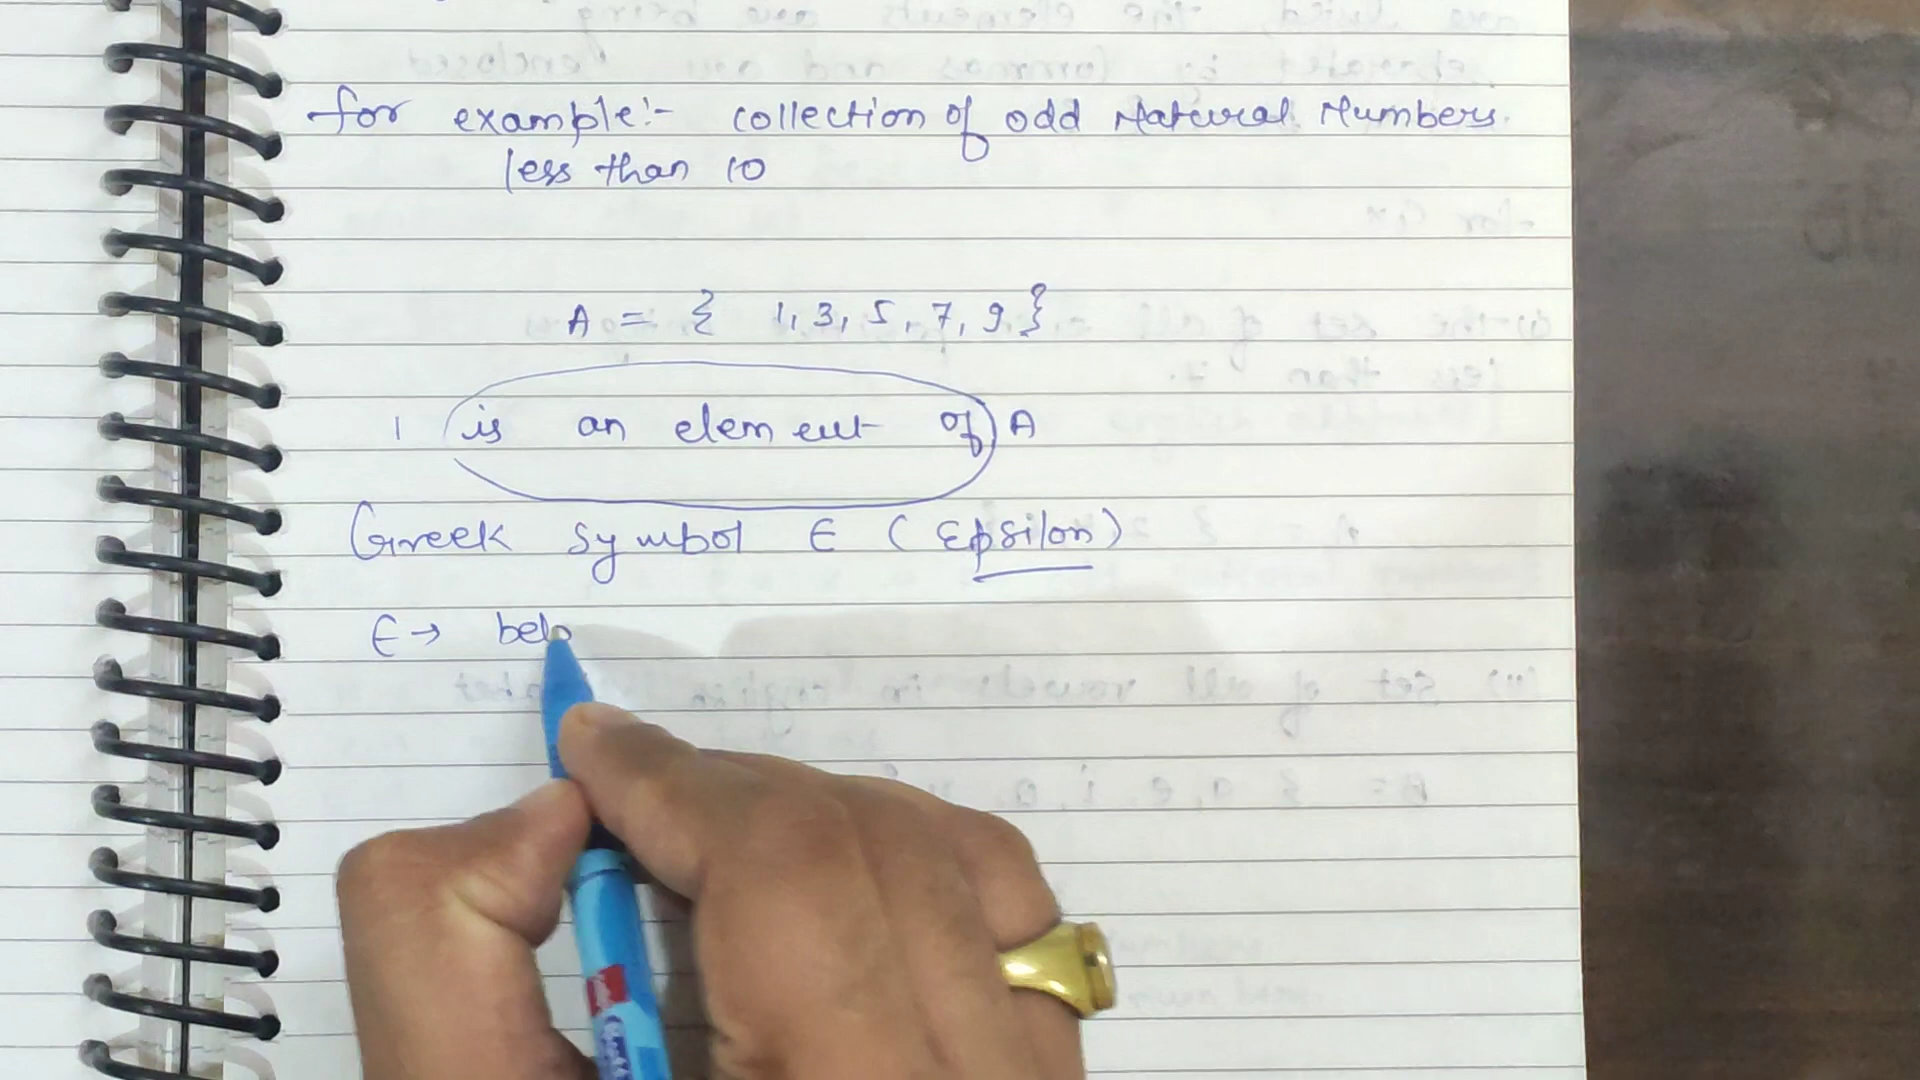 for example:- collection of odd Natural Numbers.
less than 10
A = { 1, 3, 5, 7, 9 }
1 is an element of A
Greek symbol ∈ (Epsilon)
∈ → belo